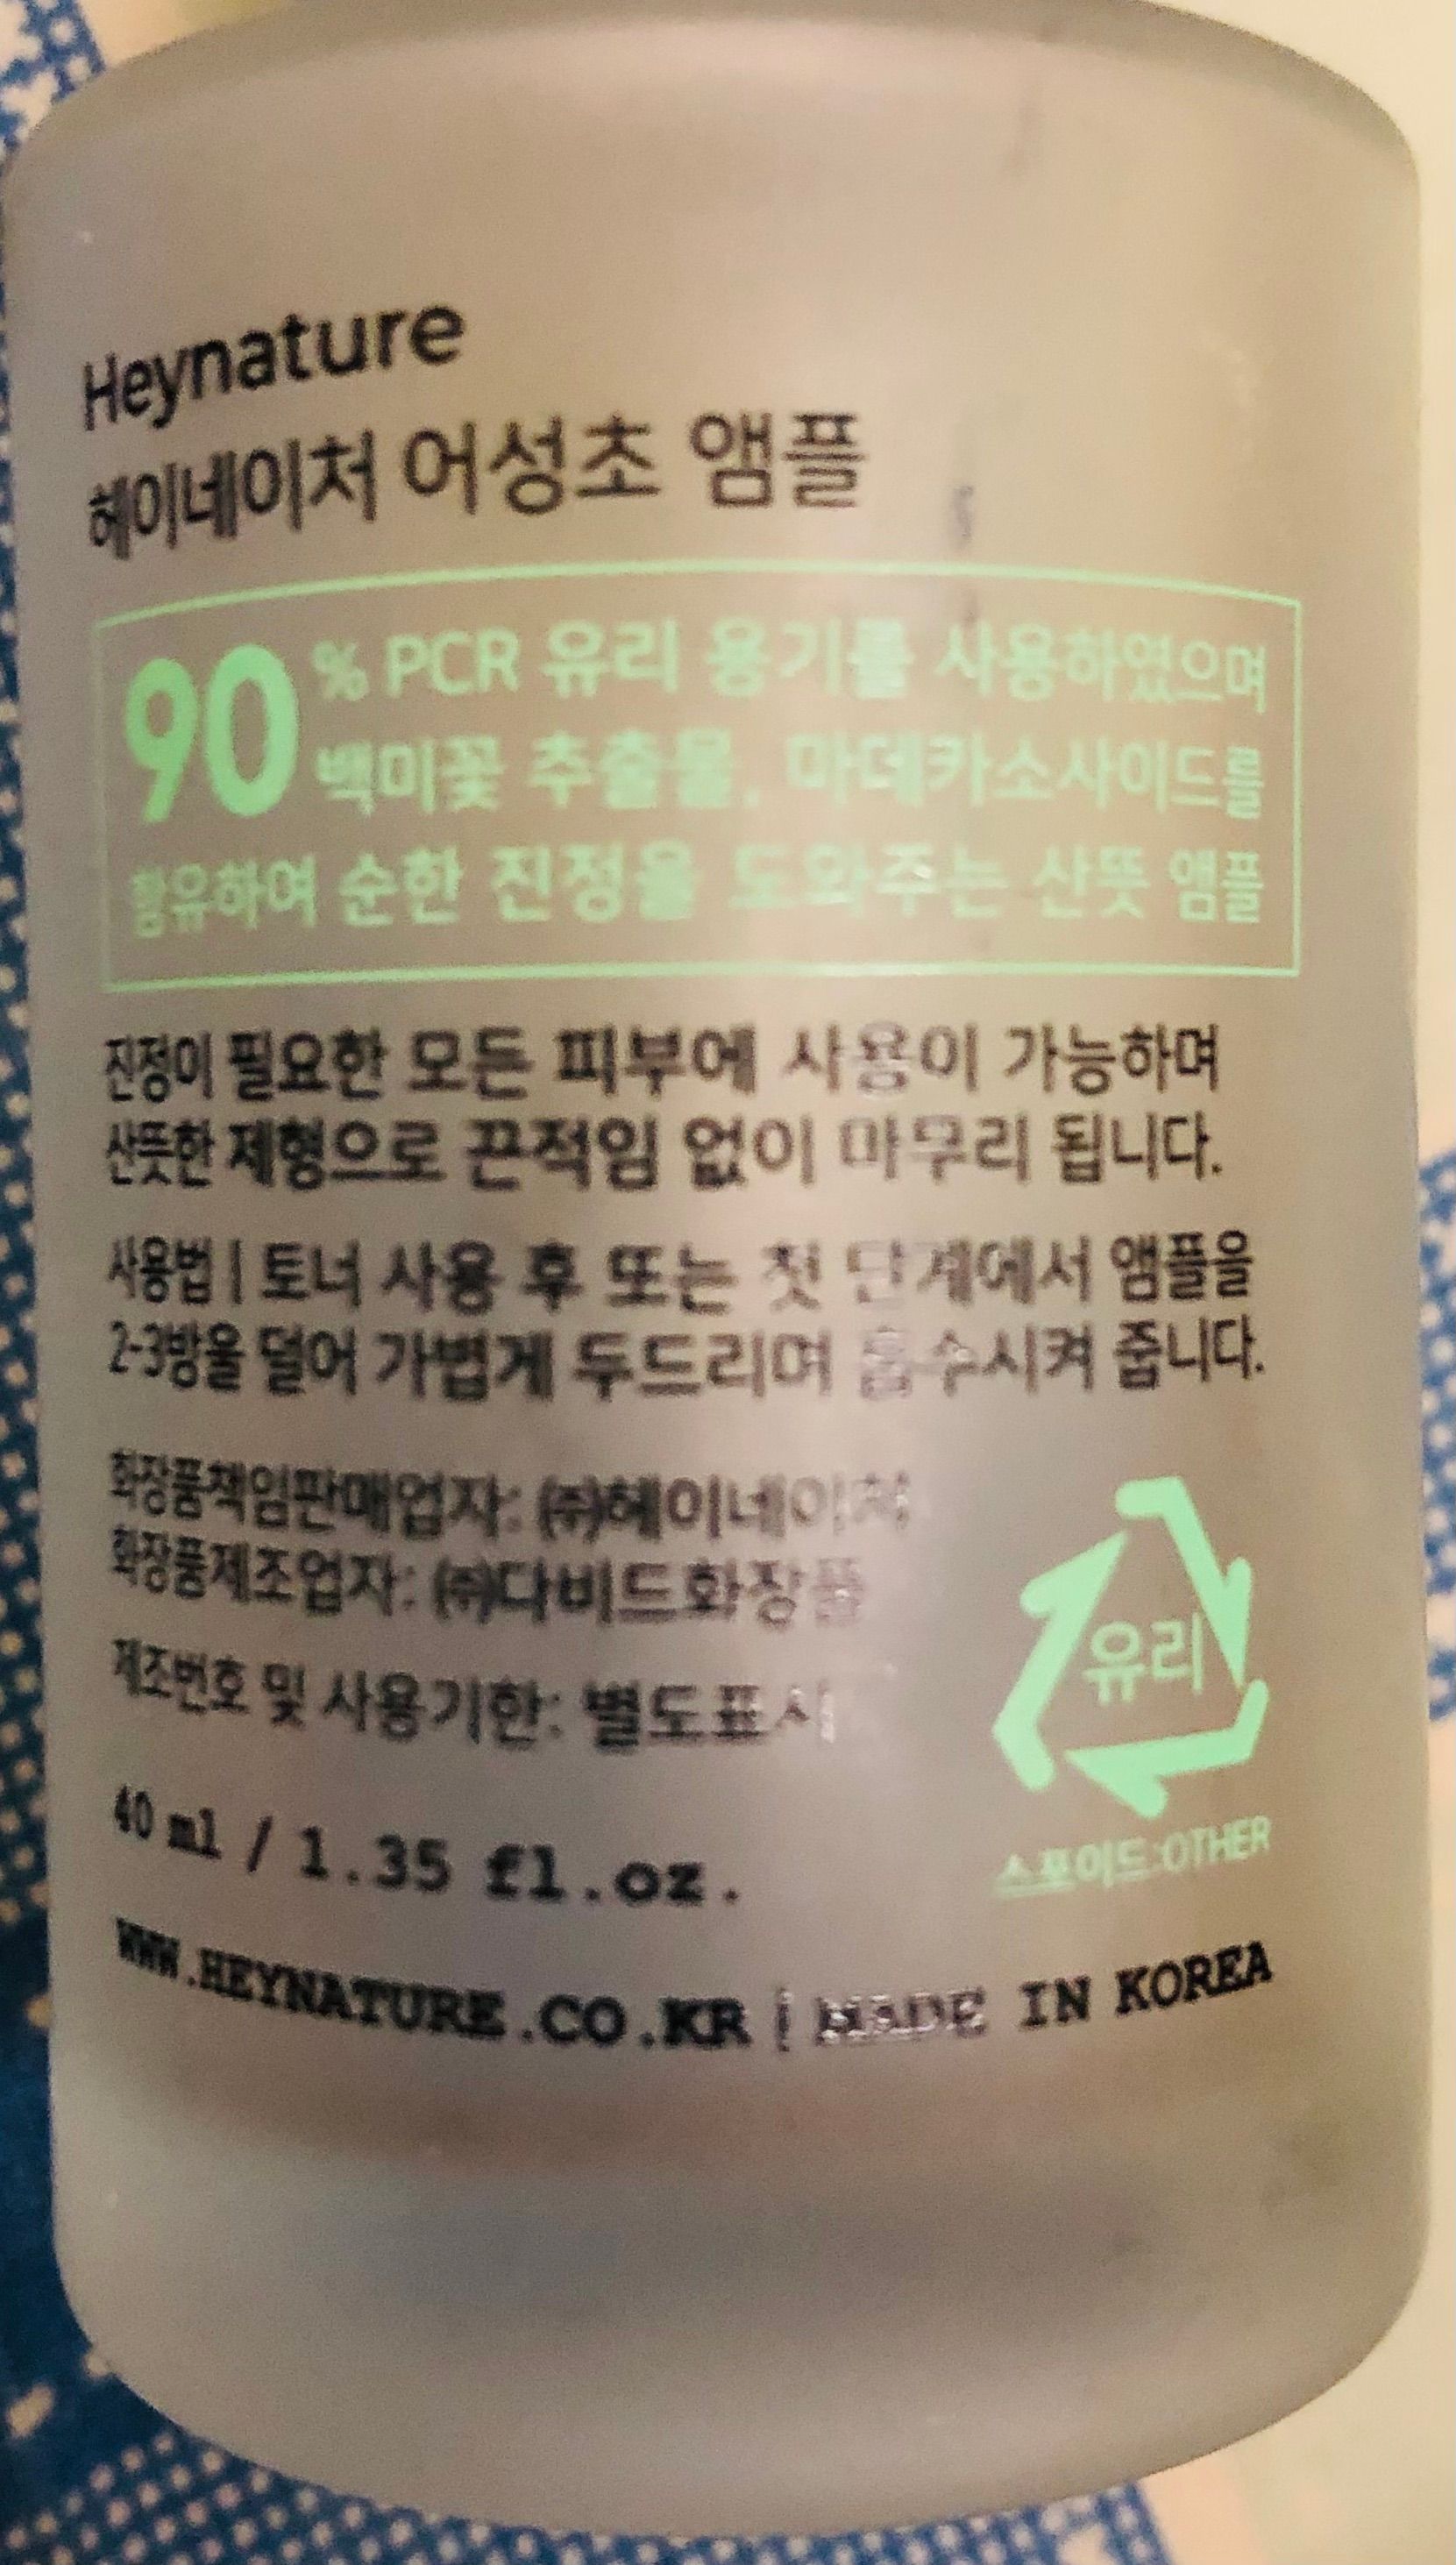 Heynature
헤이네이처 어성초 앰플
90% PCR 유리 용기를 사용하였으며
백미꽃 추출물, 마데카소사이드를
함유하여 순한 진정을 도와주는 산뜻 앰플
진정이 필요한 모든 피부에 사용이 가능하며
산뜻한 제형으로 끈적임 없이 마무리 됩니다.
사용법 | 토너 사용 후 또는 첫 단계에서 앰플을
2-3방울 덜어 가볍게 두드리며 흡수시켜 줍니다.
화장품책임판매업자: ㈜헤이네이처
화장품제조업자: ㈜다비드화장품
유리
제조번호 및 사용기한: 별도표시
40 ml / 1.35 fl.oz.
스포이드:OTHER
WWW.HEYNATURE.CO.KR | MADE IN KOREA